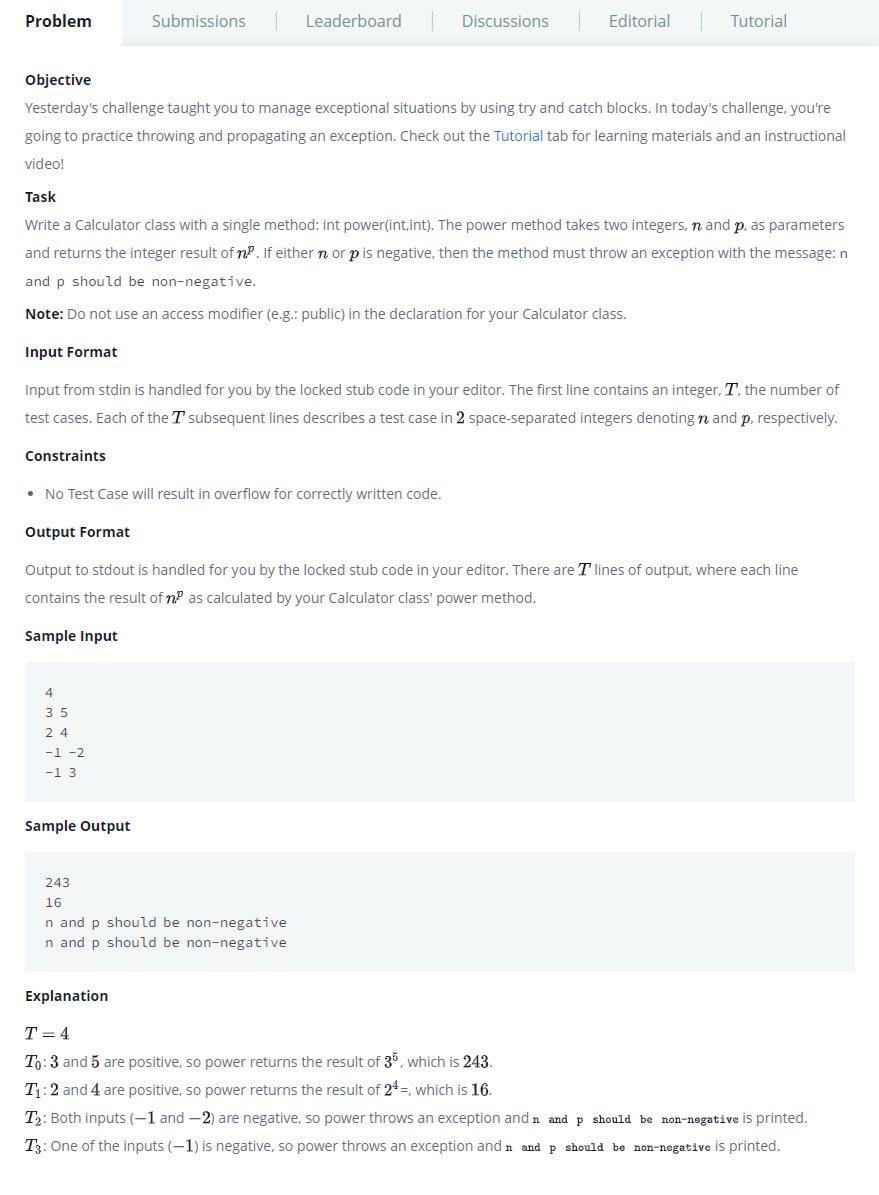 Problem Submissions Leaderboard Discussions Editorial Tutorial
Objective
Yesterday's challenge taught you to manage exceptional situations by using try and catch blocks. In today's challenge, you're
going to practice throwing and propagating an exception. Check out the Tutorial tab for learning materials and an instructional
video!
Task
Write a Calculator class with a single method: int power(int,int). The power method takes two integers, n and p, as parameters
and returns the integer result of n^p. If either n or p is negative, then the method must throw an exception with the message: n
and p should be non-negative.
Note: Do not use an access modifier (e.g.: public) in the declaration for your Calculator class.
Input Format
Input from stdin is handled for you by the locked stub code in your editor. The first line contains an integer, T, the number of
test cases. Each of the T subsequent lines describes a test case in 2 space-separated integers denoting n and p, respectively.
Constraints
• No Test Case will result in overflow for correctly written code.
Output Format
Output to stdout is handled for you by the locked stub code in your editor. There are T lines of output, where each line
contains the result of n^p as calculated by your Calculator class' power method.
Sample Input
4
3 5
2 4
-1 -2
-1 3
Sample Output
243
16
n and p should be non-negative
n and p should be non-negative
Explanation
T = 4
T₀: 3 and 5 are positive, so power returns the result of 3⁵, which is 243.
T₁: 2 and 4 are positive, so power returns the result of 2⁴=, which is 16.
T₂: Both inputs (−1 and −2) are negative, so power throws an exception and n and p should be non-negative is printed.
T₃: One of the inputs (−1) is negative, so power throws an exception and n and p should be non-negative is printed.